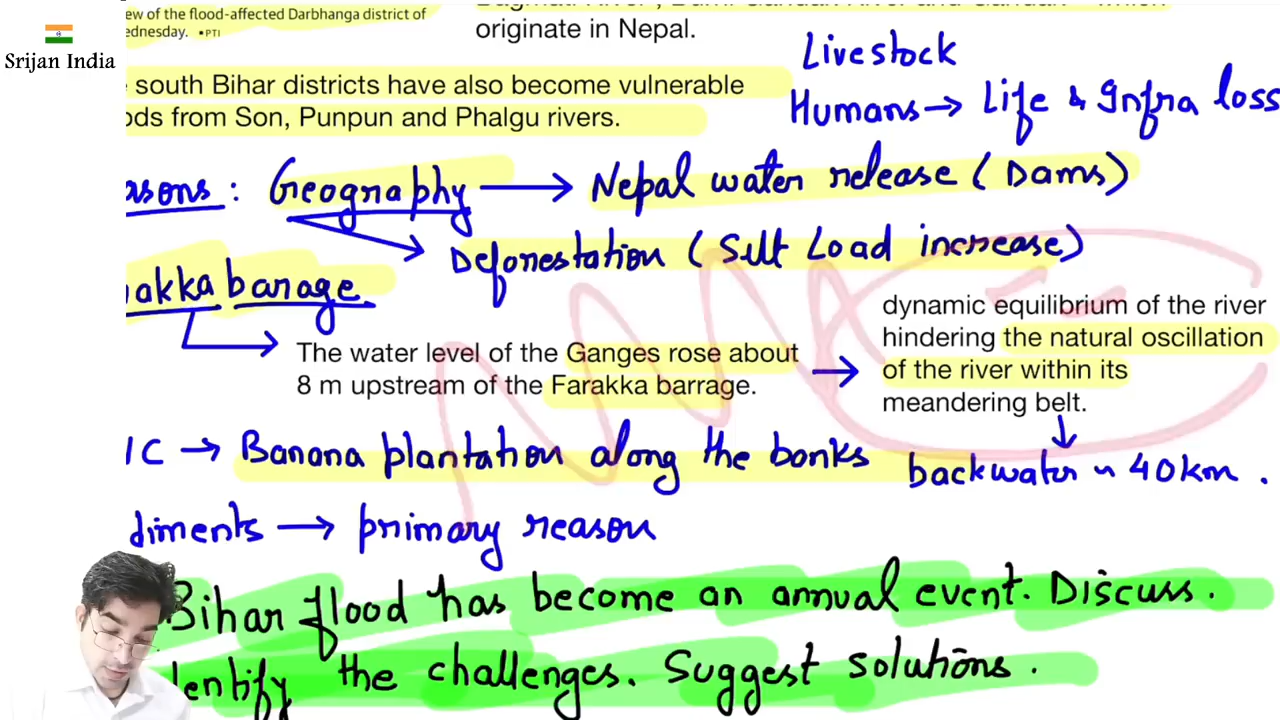 ew of the flood-affected Darbhanga district of
ednesday. •PTI
originate in Nepal.
Srijan India
south Bihar districts have also become vulnerable
ods from Son, Punpun and Phalgu rivers.
Livestock
Humans → Life & Infra loss
asons : Geography → Nepal water release (Dams)
Deforestation (Silt Load increase)
akka barage
The water level of the Ganges rose about
8 m upstream of the Farakka barrage.
→
dynamic equilibrium of the river
hindering the natural oscillation
of the river within its
meandering belt.
IC → Banana plantation along the banks
backwater ~ 40km.
diments → primary reason
Bihar flood has become an annual event. Discuss.
dentify the challenges. Suggest solutions.